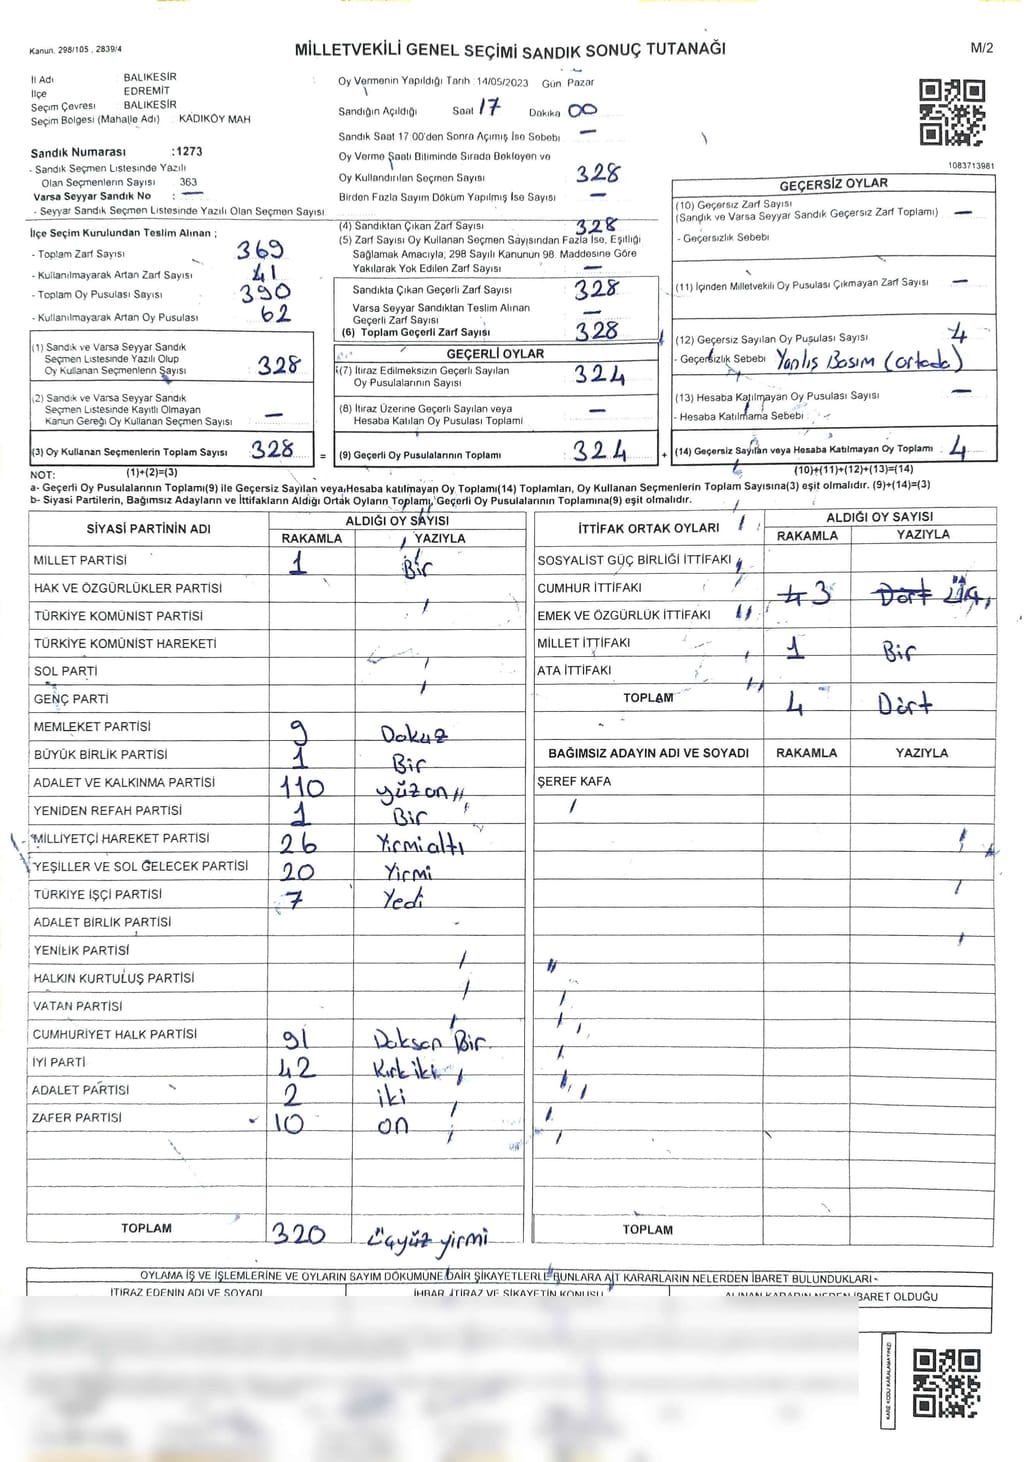 Kanun. 298/105 , 2839/4
MİLLETVEKİLİ GENEL SEÇİMİ SANDIK SONUÇ TUTANAĞI
M/2
İl Adı BALIKESİR
İlçe EDREMİT
Seçim Çevresi BALIKESİR
Seçim Bölgesi (Mahalle Adı) KADIKÖY MAH
Sandık Numarası :1273
- Sandık Seçmen Listesinde Yazılı
Olan Seçmenlerin Sayısı 363
Varsa Seyyar Sandık No : —
- Seyyar Sandık Seçmen Listesinde Yazılı Olan Seçmen Sayısı
İlçe Seçim Kurulundan Teslim Alınan ;
- Toplam Zarf Sayısı 369
- Kullanılmayarak Artan Zarf Sayısı 41
- Toplam Oy Pusulası Sayısı 390
- Kullanılmayarak Artan Oy Pusulası 62
(1) Sandık ve Varsa Seyyar Sandık
Seçmen Listesinde Yazılı Olup
Oy Kullanan Seçmenlerin Sayısı 328
(2) Sandık ve Varsa Seyyar Sandık
Seçmen Listesinde Kayıtlı Olmayan
Kanun Gereği Oy Kullanan Seçmen Sayısı —
(3) Oy Kullanan Seçmenlerin Toplam Sayısı 328 =
Oy Vermenin Yapıldığı Tarih :14/05/2023 Gün Pazar
Sandığın Açıldığı Saat 17 Dakika 00
Sandık Saat 17 00'den Sonra Açımış İse Sebebi —
Oy Verme Saati Bitiminde Sırada Bekleyen ve
Oy Kullandırılan Seçmen Sayısı 328
Birden Fazla Sayım Döküm Yapılmış İse Sayısı —
(4) Sandıktan Çıkan Zarf Sayısı 328
(5) Zarf Sayısı Oy Kullanan Seçmen Sayısından Fazla İse, Eşitliği
Sağlamak Amacıyla, 298 Sayılı Kanunun 98. Maddesine Göre
Yakılarak Yok Edilen Zarf Sayısı —
Sandıkta Çıkan Geçerli Zarf Sayısı 328
Varsa Seyyar Sandıktan Teslim Alınan
Geçerli Zarf Sayısı —
(6) Toplam Geçerli Zarf Sayısı 328
GEÇERLİ OYLAR
(7) İtiraz Edilmeksizin Geçerli Sayılan
Oy Pusulalarının Sayısı 324
(8) İtiraz Üzerine Geçerli Sayılan veya
Hesaba Katılan Oy Pusulası Toplamı —
(9) Geçerli Oy Pusulalarının Toplamı 324 +
1083713981
GEÇERSİZ OYLAR
(10) Geçersiz Zarf Sayısı
(Sandık ve Varsa Seyyar Sandık Geçersiz Zarf Toplamı) —
- Geçersizlik Sebebi
(11) İçinden Milletvekili Oy Pusulası Çıkmayan Zarf Sayısı —
(12) Geçersiz Sayılan Oy Pusulası Sayısı 4
- Geçersizlik Sebebi Yanlış Basım (ortada)
(13) Hesaba Katılmayan Oy Pusulası Sayısı —
- Hesaba Katılmama Sebebi
(14) Geçersiz Sayılan veya Hesaba Katılmayan Oy Toplamı 4
NOT: (1)+(2)=(3)
(10)+(11)+(12)+(13)=(14)
a- Geçerli Oy Pusulalarının Toplamı(9) ile Geçersiz Sayılan veya Hesaba katılmayan Oy Toplamı(14) Toplamları, Oy Kullanan Seçmenlerin Toplam Sayısına(3) eşit olmalıdır. (9)+(14)=(3)
b- Siyasi Partilerin, Bağımsız Adayların ve İttifakların Aldığı Ortak Oyların Toplamı, Geçerli Oy Pusulalarının Toplamına(9) eşit olmalıdır.
SİYASİ PARTİNİN ADI ALDIĞI OY SAYISI
RAKAMLA YAZIYLA
MİLLET PARTİSİ 1 Bir
HAK VE ÖZGÜRLÜKLER PARTİSİ
TÜRKİYE KOMÜNİST PARTİSİ
TÜRKİYE KOMÜNİST HAREKETİ
SOL PARTİ
GENÇ PARTİ
MEMLEKET PARTİSİ 9 Dokuz
BÜYÜK BİRLİK PARTİSİ 1 Bir
ADALET VE KALKINMA PARTİSİ 110 yüz on
YENİDEN REFAH PARTİSİ 1 Bir
MİLLİYETÇİ HAREKET PARTİSİ 26 Yirmialtı
YEŞİLLER VE SOL GELECEK PARTİSİ 20 Yirmi
TÜRKİYE İŞÇİ PARTİSİ 7 Yedi
ADALET BİRLİK PARTİSİ
YENİLİK PARTİSİ
HALKIN KURTULUŞ PARTİSİ
VATAN PARTİSİ
CUMHURİYET HALK PARTİSİ 91 Doksan Bir
İYİ PARTİ 42 Kırk iki
ADALET PARTİSİ 2 iki
ZAFER PARTİSİ 10 on
TOPLAM 320 Üçyüz yirmi
İTTİFAK ORTAK OYLARI ALDIĞI OY SAYISI
RAKAMLA YAZIYLA
SOSYALİST GÜÇ BİRLİĞİ İTTİFAKI
CUMHUR İTTİFAKI 4 3 Dört Üç
EMEK VE ÖZGÜRLÜK İTTİFAKI
MİLLET İTTİFAKI 1 Bir
ATA İTTİFAKI
TOPLAM 4 Dört
BAĞIMSIZ ADAYIN ADI VE SOYADI RAKAMLA YAZIYLA
ŞEREF KAFA
TOPLAM
OYLAMA İŞ VE İŞLEMLERİNE VE OYLARIN SAYIM DÖKÜMÜNE DAİR ŞİKAYETLERLE BUNLARA AİT KARARLARIN NELERDEN İBARET BULUNDUKLARI
İTİRAZ EDENİN ADI VE SOYADI İHBAR İTİRAZ VE ŞİKAYETİN KONUSU ALINAN KARARIN NEDEN İBARET OLDUĞU
KARE KODU KARALAMAYINIZ!